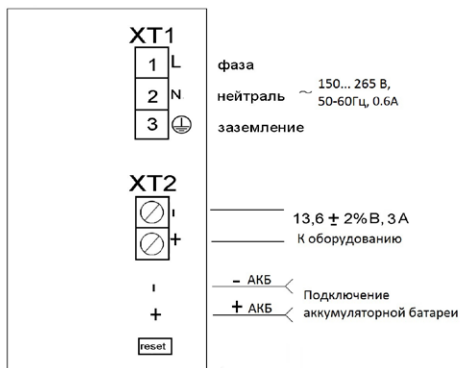 XT1
1 L фаза
2 N нейтраль ~ 150... 265 В,
50-60Гц, 0.6А
3 заземление
XT2
-
+
13,6 ± 2% В, 3 А
К оборудованию
- - АКБ
+ + АКБ
Подключение
аккумуляторной батареи
reset